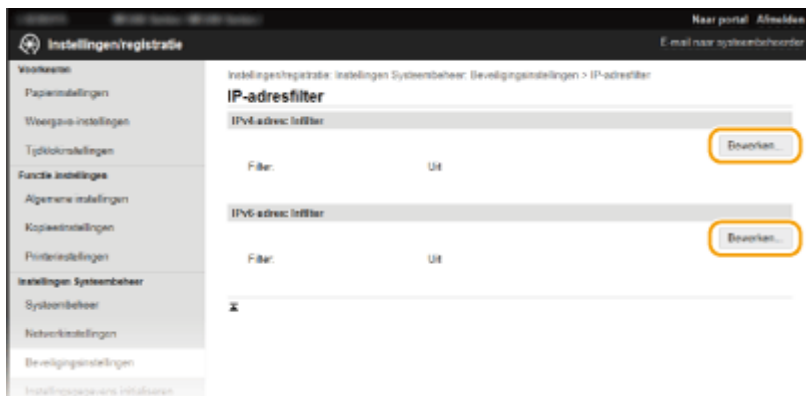 Naar portal Afmelden
Instellingen/registratie
E-mail naar systeembeheerder
Voorkeuren
Papierinstellingen
Weergave-instellingen
Tijdklokinstellingen
Functie-instellingen
Algemene instellingen
Kopieerinstellingen
Printerinstellingen
Instellingen Systeembeheer
Systeembeheer
Netwerkinstellingen
Beveiligingsinstellingen
Instellingsgegevens initialiseren
Instellingen/registratie: Instellingen Systeembeheer: Beveiligingsinstellingen > IP-adresfilter
IP-adresfilter
IPv4-adres: Infilter
Bewerken...
Filter: Uit
IPv6-adres: Infilter
Bewerken...
Filter: Uit